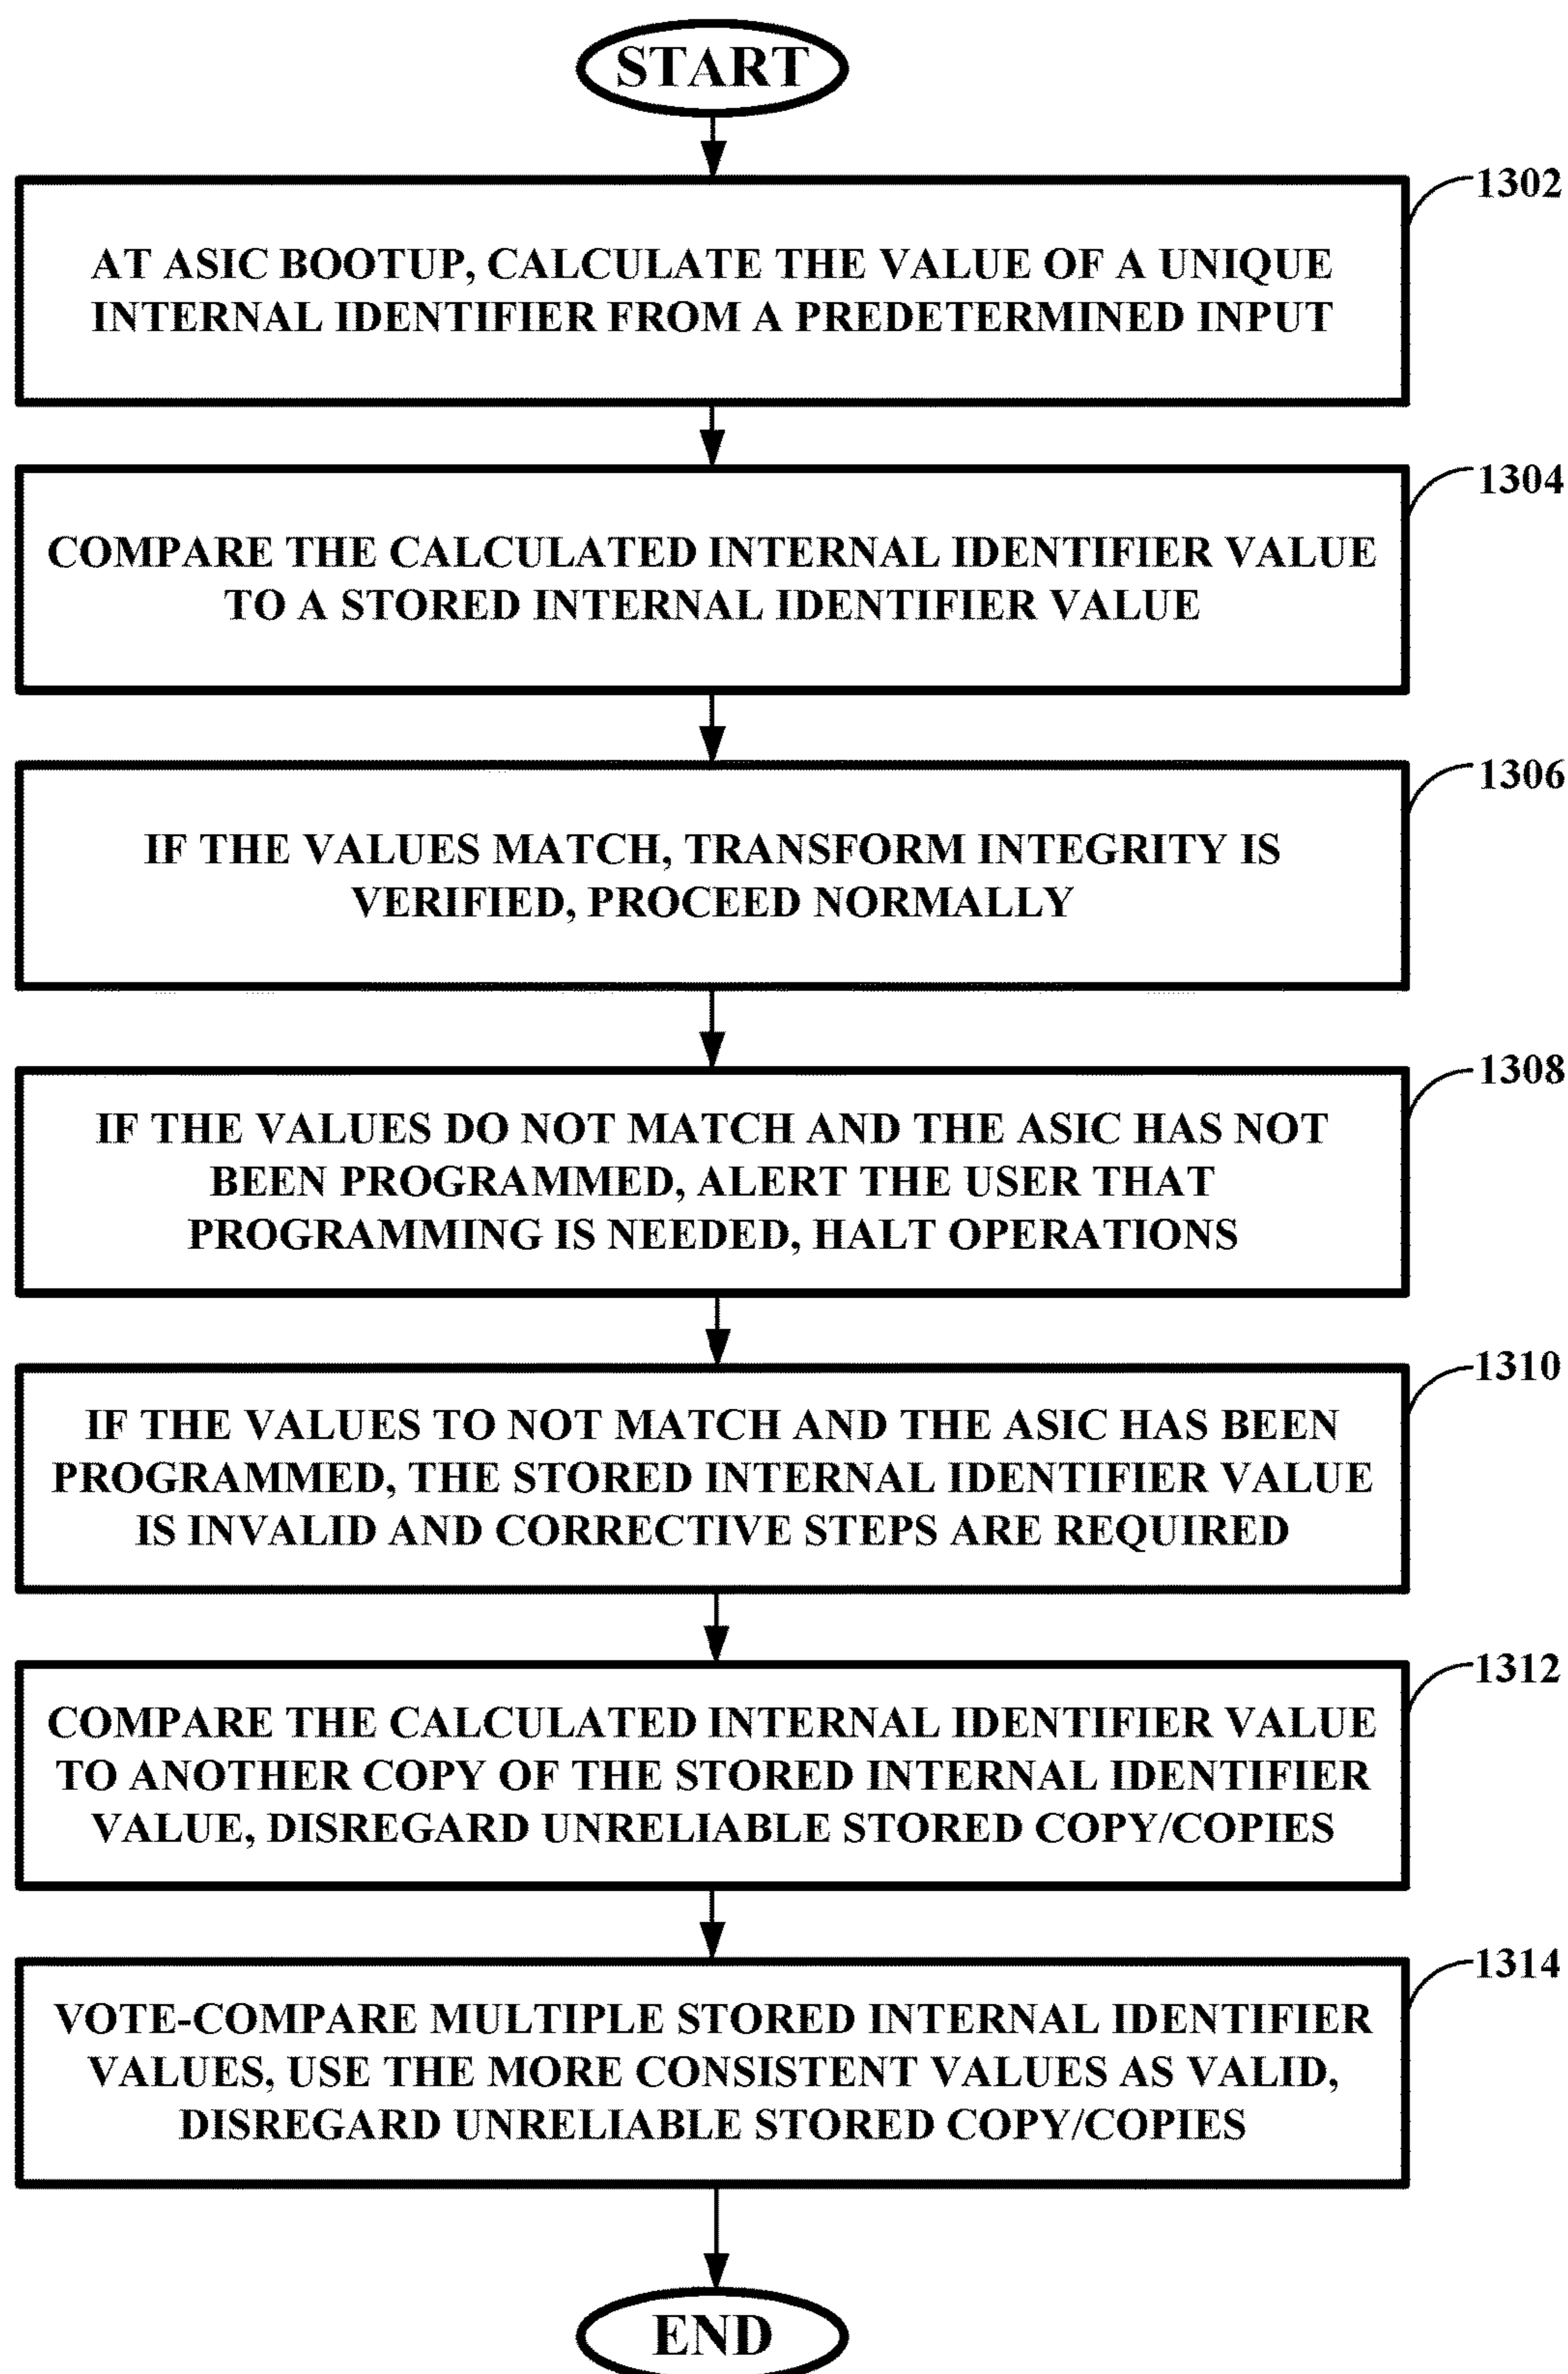 START
1302
AT ASIC BOOTUP, CALCULATE THE VALUE OF A UNIQUE
INTERNAL IDENTIFIER FROM A PREDETERMINED INPUT
1304
COMPARE THE CALCULATED INTERNAL IDENTIFIER VALUE
TO A STORED INTERNAL IDENTIFIER VALUE
1306
IF THE VALUES MATCH, TRANSFORM INTEGRITY IS
VERIFIED, PROCEED NORMALLY
1308
IF THE VALUES DO NOT MATCH AND THE ASIC HAS NOT
BEEN PROGRAMMED, ALERT THE USER THAT
PROGRAMMING IS NEEDED, HALT OPERATIONS
1310
IF THE VALUES TO NOT MATCH AND THE ASIC HAS BEEN
PROGRAMMED, THE STORED INTERNAL IDENTIFIER VALUE
IS INVALID AND CORRECTIVE STEPS ARE REQUIRED
1312
COMPARE THE CALCULATED INTERNAL IDENTIFIER VALUE
TO ANOTHER COPY OF THE STORED INTERNAL IDENTIFIER
VALUE, DISREGARD UNRELIABLE STORED COPY/COPIES
1314
VOTE-COMPARE MULTIPLE STORED INTERNAL IDENTIFIER
VALUES, USE THE MORE CONSISTENT VALUES AS VALID,
DISREGARD UNRELIABLE STORED COPY/COPIES
END